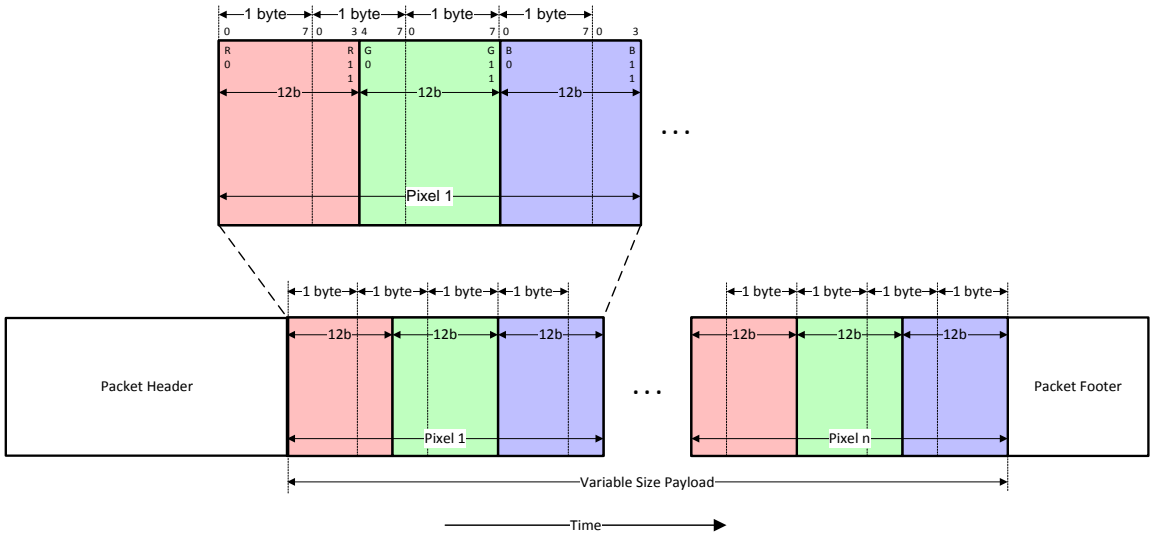 1 byte 1 byte 1 byte 1 byte
0 7 0 3 4 7 0 7 0 7 0 3
R R G G B B
0 1 0 1 0 1
1 1 1
12b 12b 12b
...
Pixel 1
1 byte 1 byte 1 byte 1 byte 1 byte 1 byte 1 byte 1 byte
12b 12b 12b 12b 12b 12b
Packet Header ... Packet Footer
Pixel 1 Pixel n
Variable Size Payload
Time